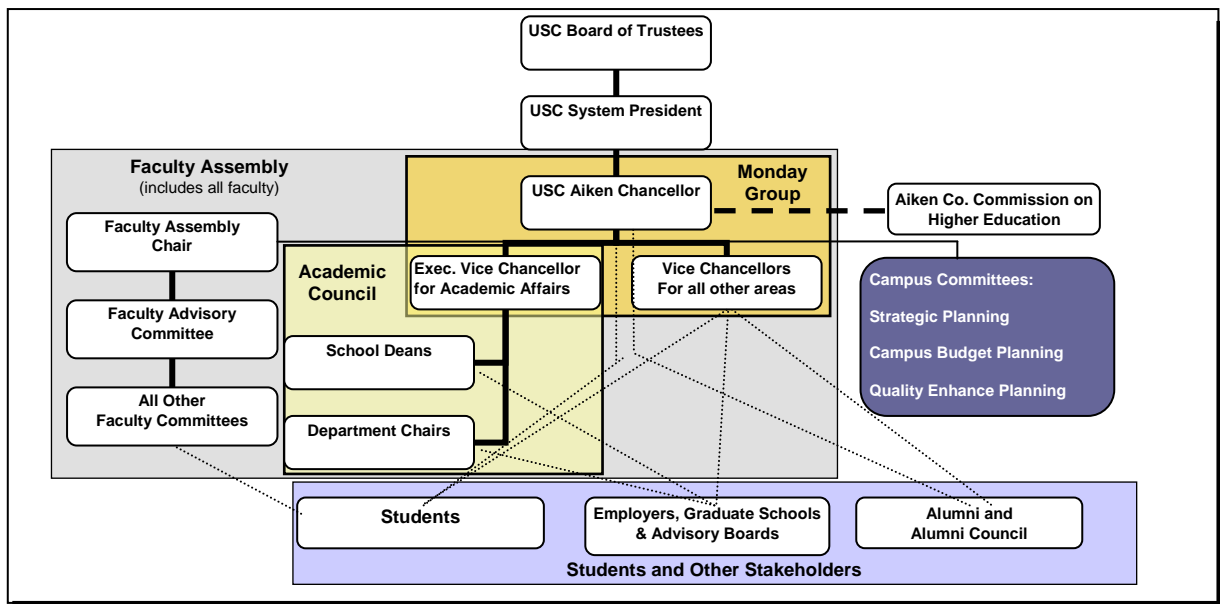 USC Board of Trustees
USC System President
Faculty Assembly
(includes all faculty)
Monday
Group
USC Aiken Chancellor
Aiken Co. Commission on
Higher Education
Faculty Assembly
Chair
Academic
Council
Exec. Vice Chancellor
for Academic Affairs
Vice Chancellors
For all other areas
Campus Committees:
Strategic Planning
Campus Budget Planning
Quality Enhance Planning
Faculty Advisory
Committee
School Deans
All Other
Faculty Committees
Department Chairs
Students
Employers, Graduate Schools
& Advisory Boards
Alumni and
Alumni Council
Students and Other Stakeholders